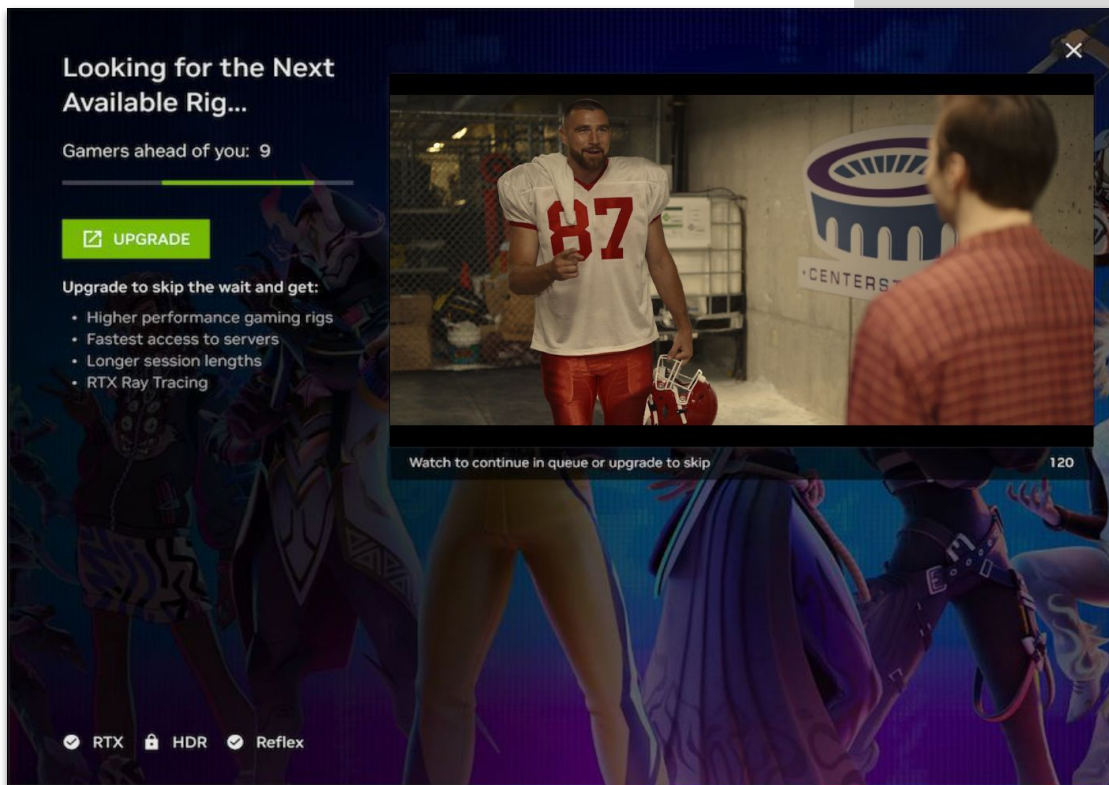 Looking for the Next
Available Rig...
Gamers ahead of you: 9
UPGRADE
Upgrade to skip the wait and get:
• Higher performance gaming rigs
• Fastest access to servers
• Longer session lengths
• RTX Ray Tracing
87
Watch to continue in queue or upgrade to skip
120
RTX
HDR
Reflex